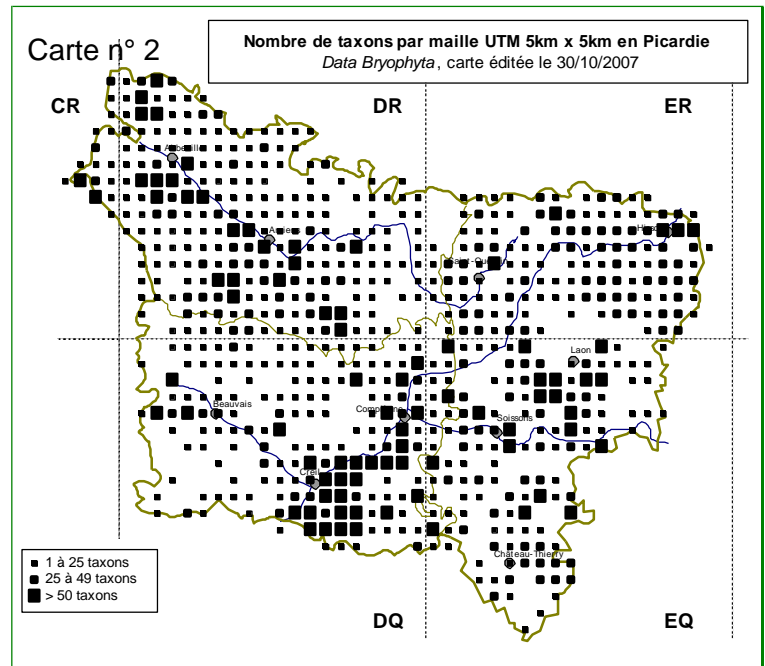 Carte n° 2
Nombre de taxons par maille UTM 5km x 5km en Picardie
Data Bryophyta, carte éditée le 30/10/2007
CR
DR
ER
Abbeville
Amiens
Saint-Quentin
Laon
Beauvais
Compiègne
Soissons
Creil
Château-Thierry
1 à 25 taxons
25 à 49 taxons
> 50 taxons
DQ
EQ